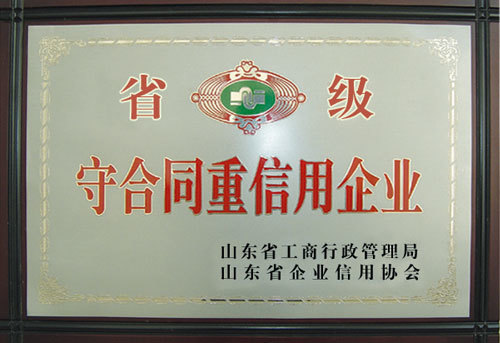 省级
守合同重信用企业
山东省工商行政管理局
山东省企业信用协会